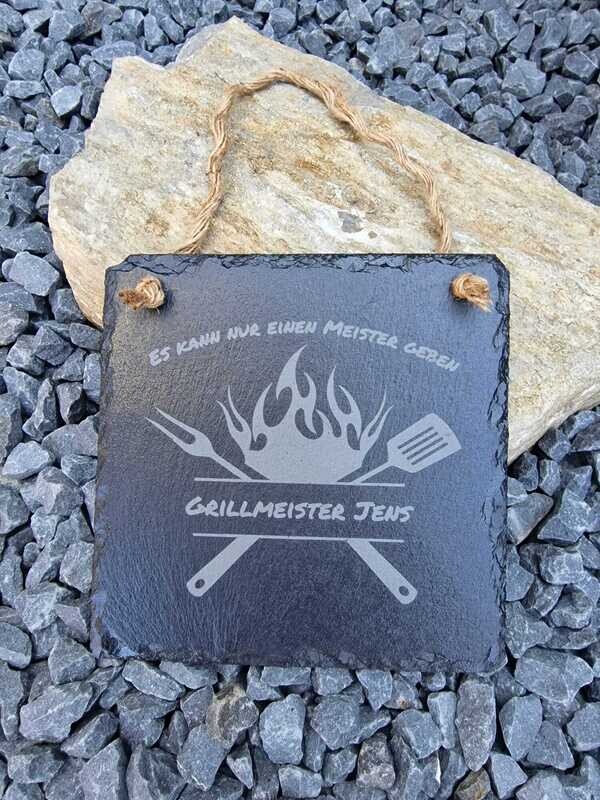 Es kann nur einen Meister geben
Grillmeister Jens